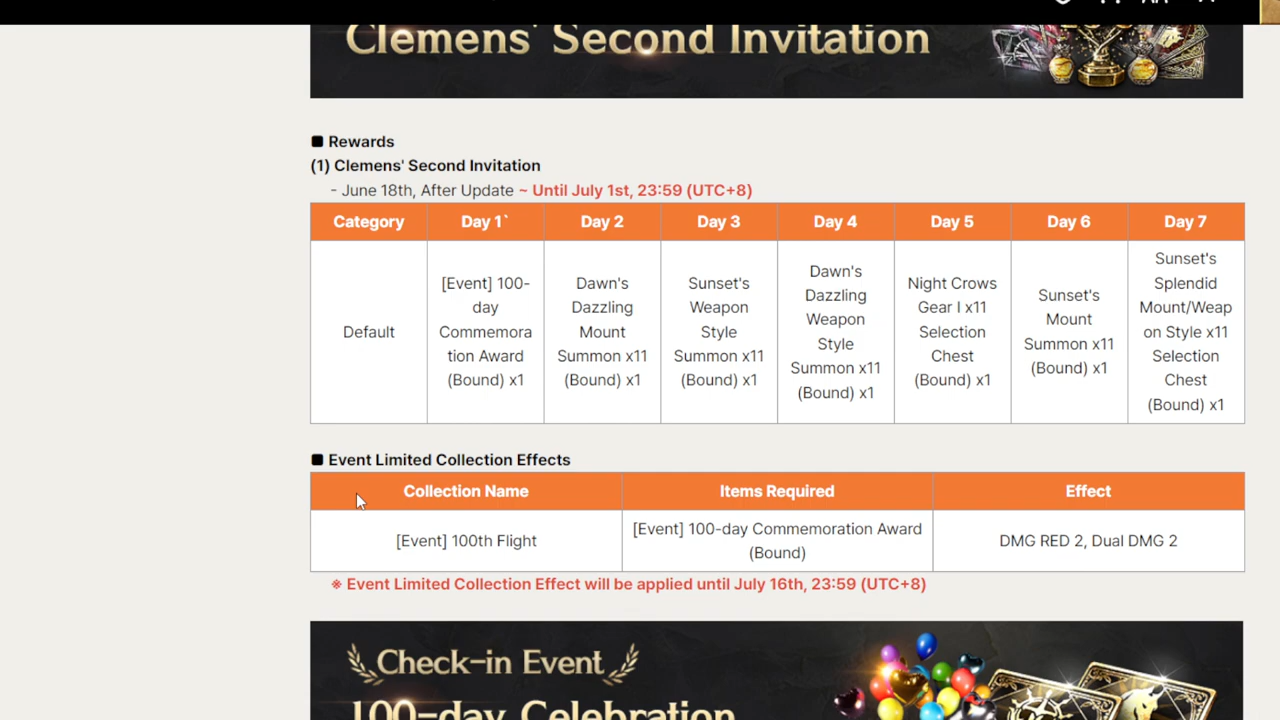 Clemens' Second Invitation
■ Rewards
(1) Clemens' Second Invitation
- June 18th, After Update ~ Until July 1st, 23:59 (UTC+8)
Category
Day 1`
Day 2
Day 3
Day 4
Day 5
Day 6
Day 7
Default
[Event] 100-
day
Commemora
tion Award
(Bound) x1
Dawn's
Dazzling
Mount
Summon x11
(Bound) x1
Sunset's
Weapon
Style
Summon x11
(Bound) x1
Dawn's
Dazzling
Weapon
Style
Summon x11
(Bound) x1
Night Crows
Gear I x11
Selection
Chest
(Bound) x1
Sunset's
Mount
Summon x11
(Bound) x1
Sunset's
Splendid
Mount/Weap
on Style x11
Selection
Chest
(Bound) x1
■ Event Limited Collection Effects
Collection Name
Items Required
Effect
[Event] 100th Flight
[Event] 100-day Commemoration Award
(Bound)
DMG RED 2, Dual DMG 2
※ Event Limited Collection Effect will be applied until July 16th, 23:59 (UTC+8)
Check-in Event
100-day Celebration